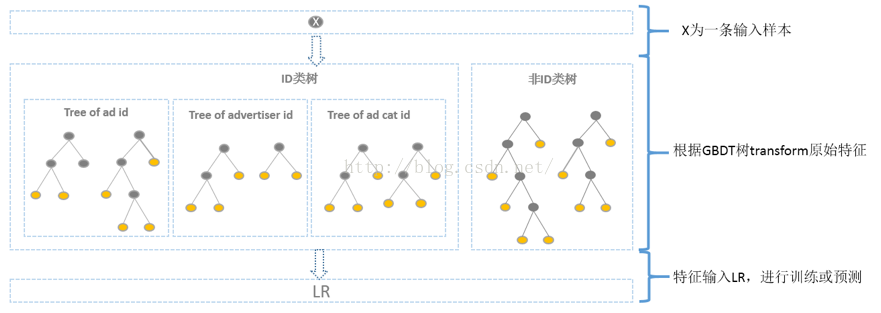 X
X为一条输入样本
ID类树
非ID类树
Tree of ad id
Tree of advertiser id
Tree of ad cat id
http://blog.csdn.net/
根据GBDT树transform原始特征
特征输入LR，进行训练或预测
LR